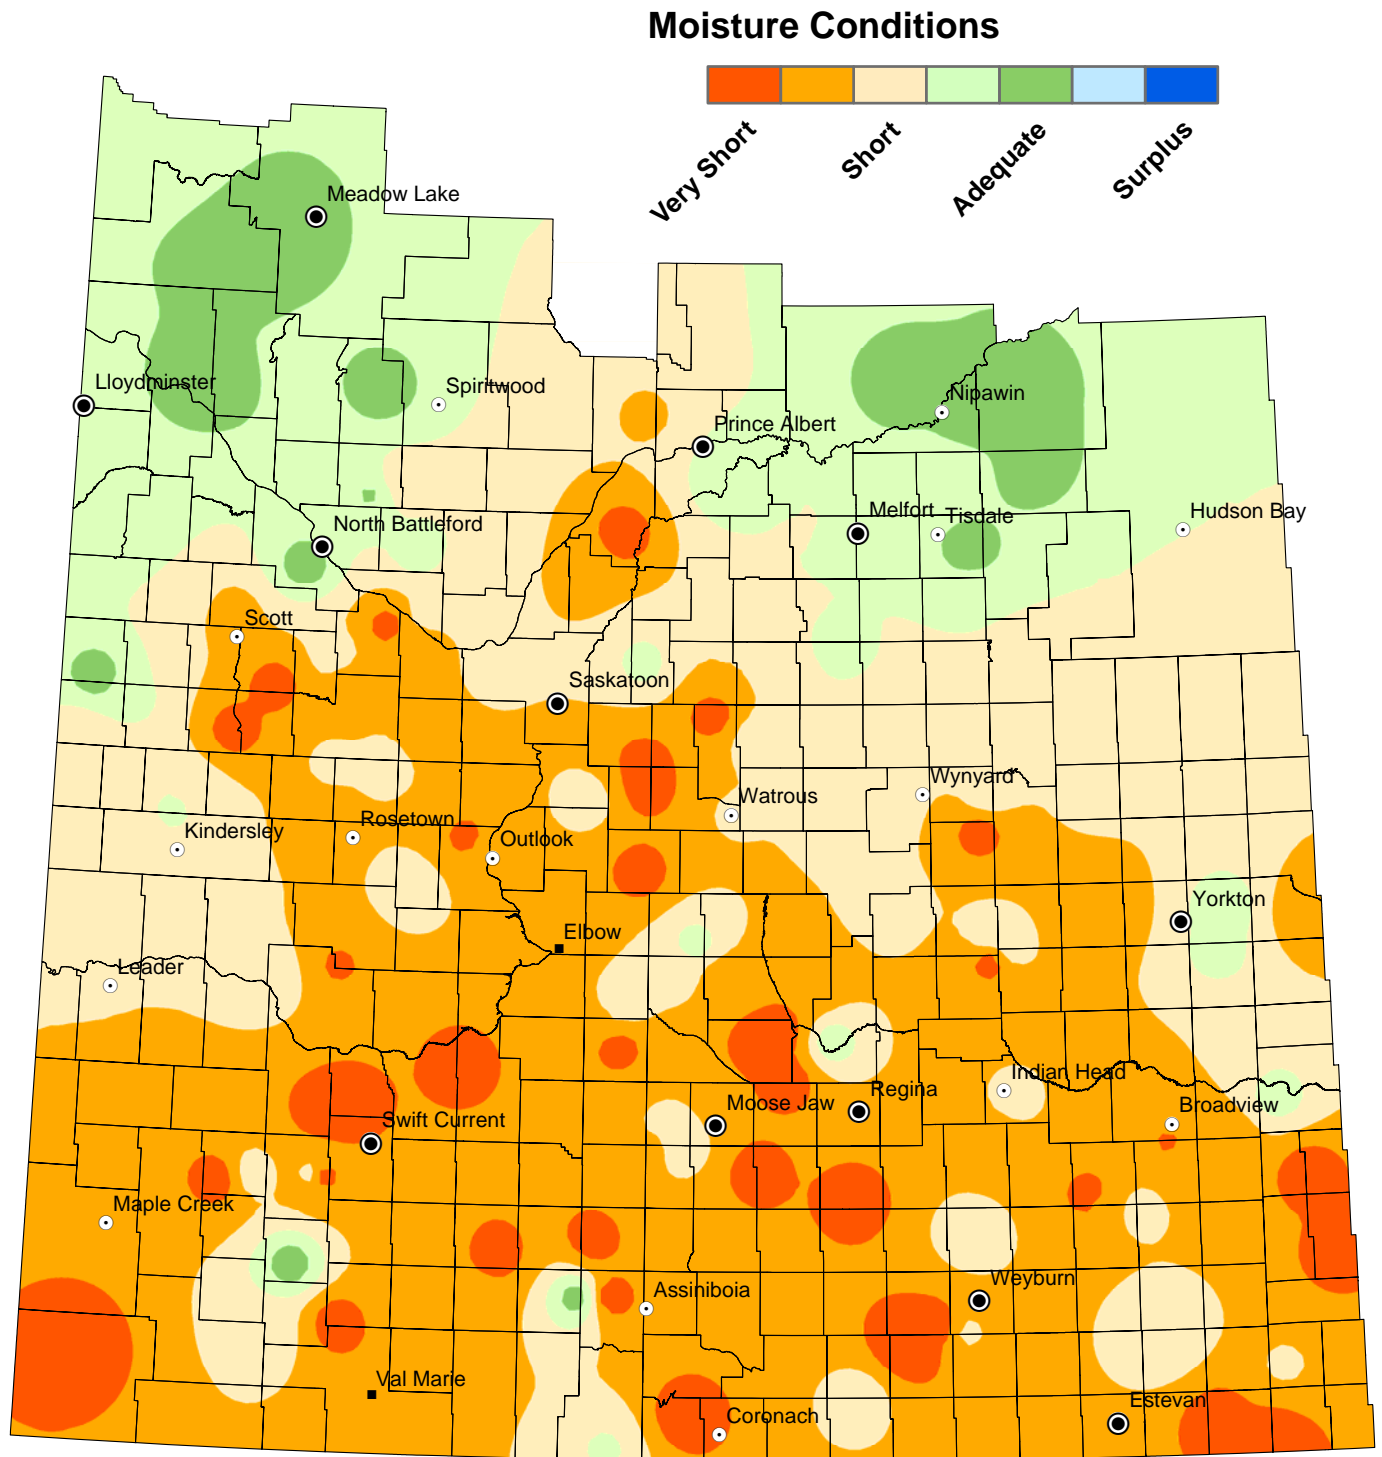 Moisture Conditions
Very Short
Short
Adequate
Surplus
Meadow Lake
Lloydminster
Spiritwood
Nipawin
Prince Albert
Hudson Bay
Melfort
Tisdale
North Battleford
Scott
Saskatoon
Wynyard
Watrous
Rosetown
Kindersley
Outlook
Yorkton
Elbow
Leader
Indian Head
Regina
Moose Jaw
Broadview
Swift Current
Maple Creek
Weyburn
Assiniboia
Val Marie
Estevan
Coronach